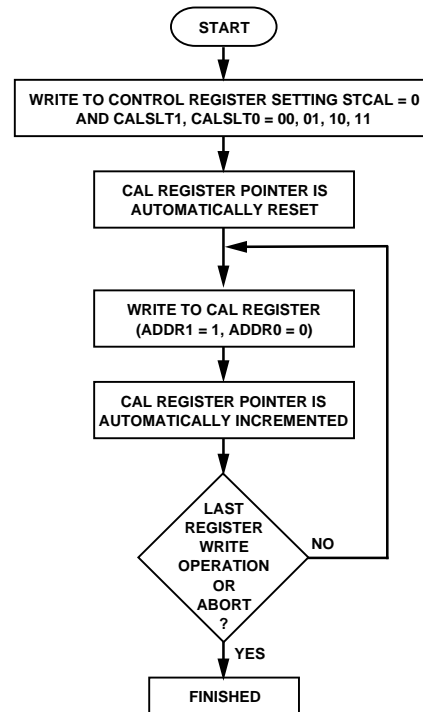 START
WRITE TO CONTROL REGISTER SETTING STCAL = 0
AND CALSLT1, CALSLT0 = 00, 01, 10, 11
CAL REGISTER POINTER IS
AUTOMATICALLY RESET
WRITE TO CAL REGISTER
(ADDR1 = 1, ADDR0 = 0)
CAL REGISTER POINTER IS
AUTOMATICALLY INCREMENTED
LAST
REGISTER
WRITE
OPERATION
OR
ABORT
?
NO
YES
FINISHED